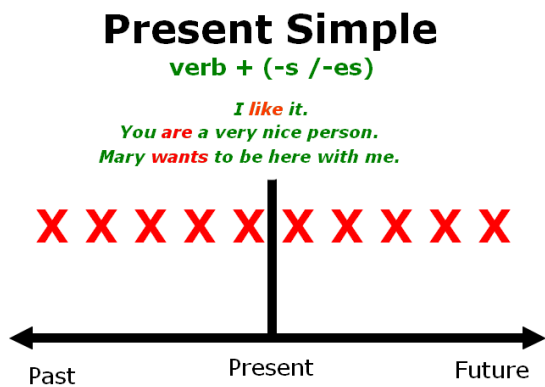 Present Simple
verb + (-s /-es)
I like it.
You are a very nice person.
Mary wants to be here with me.
X X X X X X X X X X
Past Present Future